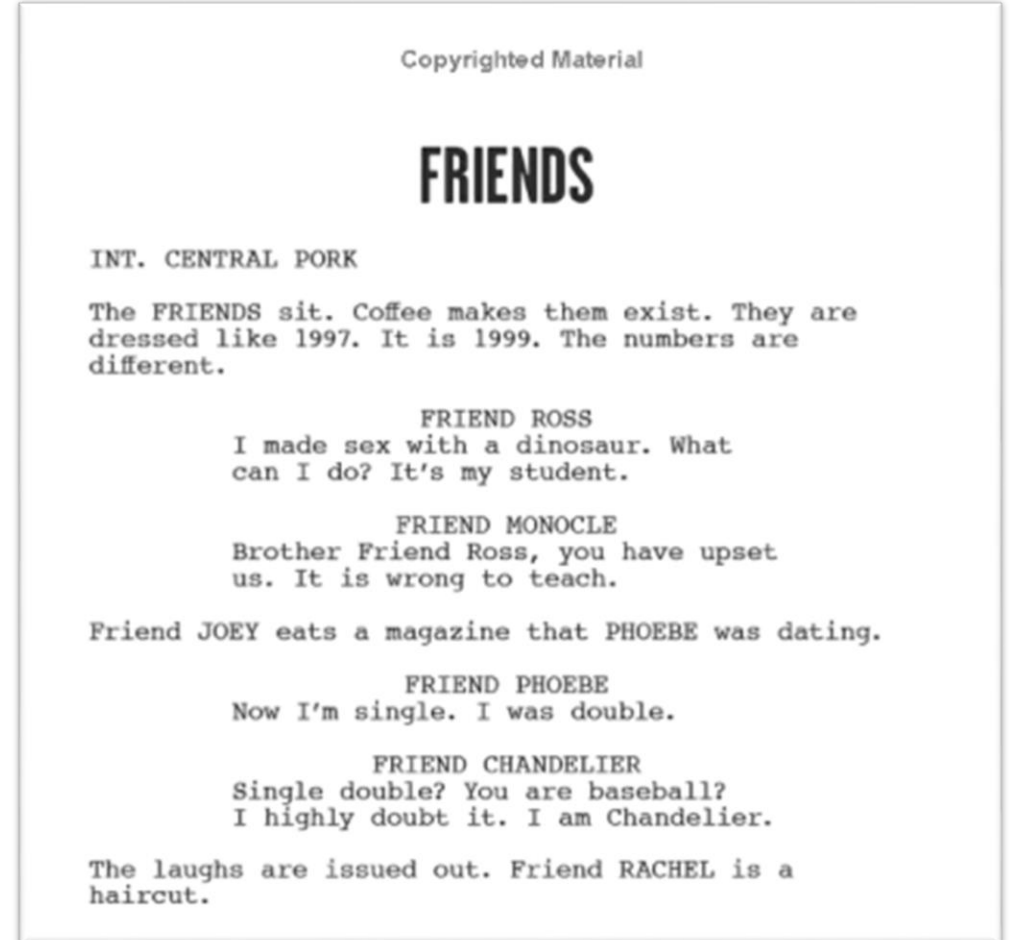 Copyrighted Material
FRIENDS
INT. CENTRAL PORK
The FRIENDS sit. Coffee makes them exist. They are
dressed like 1997. It is 1999. The numbers are
different.
FRIEND ROSS
I made sex with a dinosaur. What
can I do? It's my student.
FRIEND MONOCLE
Brother Friend Ross, you have upset
us. It is wrong to teach.
Friend JOEY eats a magazine that PHOEBE was dating.
FRIEND PHOEBE
Now I'm single. I was double.
FRIEND CHANDELIER
Single double? You are baseball?
I highly doubt it. I am Chandelier.
The laughs are issued out. Friend RACHEL is a
haircut.